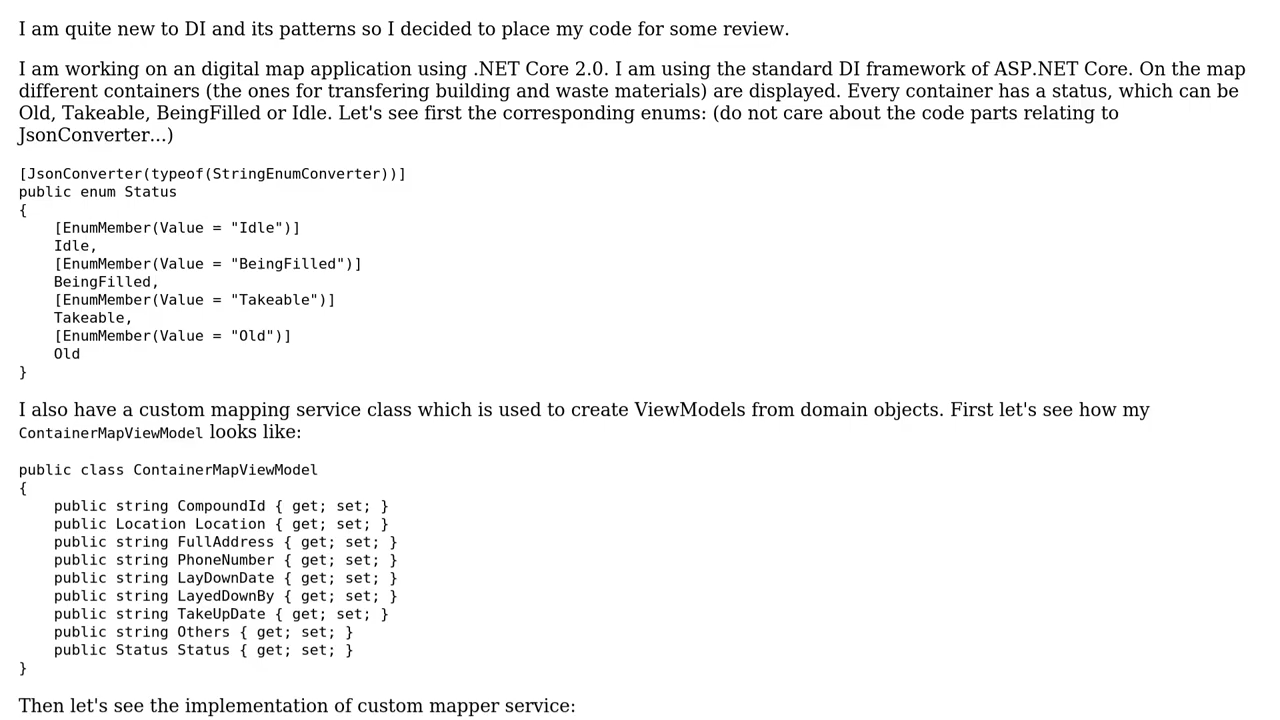 I am quite new to DI and its patterns so I decided to place my code for some review.
I am working on an digital map application using .NET Core 2.0. I am using the standard DI framework of ASP.NET Core. On the map
different containers (the ones for transfering building and waste materials) are displayed. Every container has a status, which can be
Old, Takeable, BeingFilled or Idle. Let's see first the corresponding enums: (do not care about the code parts relating to
JsonConverter...)
[JsonConverter(typeof(StringEnumConverter))]
public enum Status
{
    [EnumMember(Value = "Idle")]
    Idle,
    [EnumMember(Value = "BeingFilled")]
    BeingFilled,
    [EnumMember(Value = "Takeable")]
    Takeable,
    [EnumMember(Value = "Old")]
    Old
}
I also have a custom mapping service class which is used to create ViewModels from domain objects. First let's see how my
ContainerMapViewModel looks like:
public class ContainerMapViewModel
{
    public string CompoundId { get; set; }
    public Location Location { get; set; }
    public string FullAddress { get; set; }
    public string PhoneNumber { get; set; }
    public string LayDownDate { get; set; }
    public string LayedDownBy { get; set; }
    public string TakeUpDate { get; set; }
    public string Others { get; set; }
    public Status Status { get; set; }
}
Then let's see the implementation of custom mapper service: